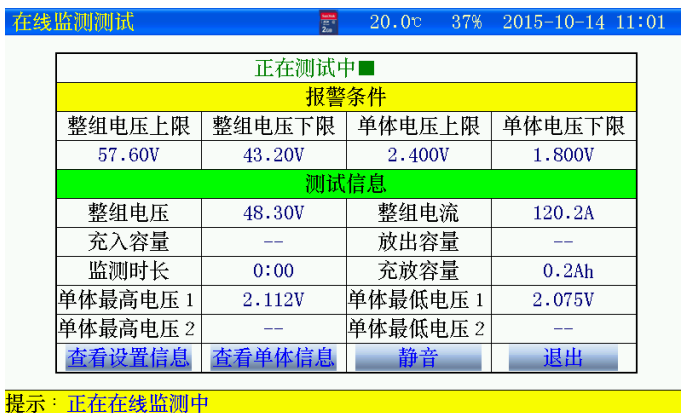 在线监测测试 20.0℃ 37% 2015-10-14 11:01
正在测试中■
报警条件
整组电压上限 整组电压下限 单体电压上限 单体电压下限
57.60V 43.20V 2.400V 1.800V
测试信息
整组电压 48.30V 整组电流 120.2A
充入容量 -- 放出容量 --
监测时长 0:00 充放容量 0.2Ah
单体最高电压1 2.112V 单体最低电压1 2.075V
单体最高电压2 -- 单体最低电压2 --
查看设置信息 查看单体信息 静音 退出
提示：正在在线监测中